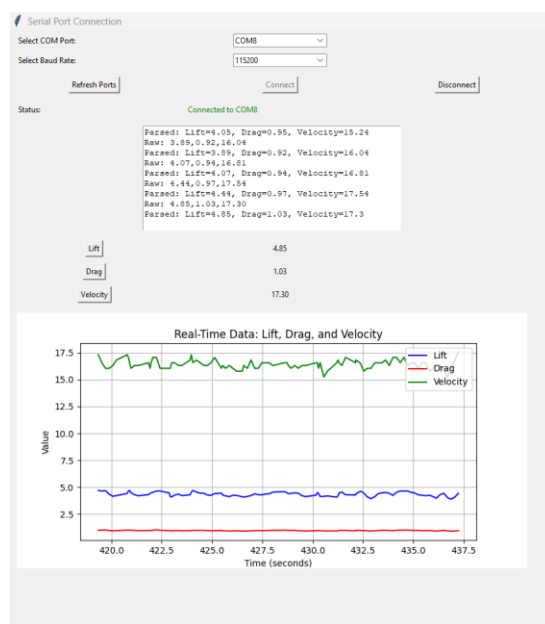 Serial Port Connection
Select COM Port: COM8
Select Baud Rate: 115200
Refresh Ports Connect Disconnect
Status: Connected to COM8
Parsed: Lift=4.05, Drag=0.95, Velocity=15.24
Raw: 3.89,0.92,16.04
Parsed: Lift=3.89, Drag=0.92, Velocity=16.04
Raw: 4.07,0.94,16.81
Parsed: Lift=4.07, Drag=0.94, Velocity=16.81
Raw: 4.44,0.97,17.54
Parsed: Lift=4.44, Drag=0.97, Velocity=17.54
Raw: 4.85,1.03,17.30
Parsed: Lift=4.85, Drag=1.03, Velocity=17.3
Lift 4.85
Drag 1.03
Velocity 17.30
Real-Time Data: Lift, Drag, and Velocity
Lift
Drag
Velocity
17.5
15.0
12.5
10.0
7.5
5.0
2.5
Value
420.0 422.5 425.0 427.5 430.0 432.5 435.0 437.5
Time (seconds)